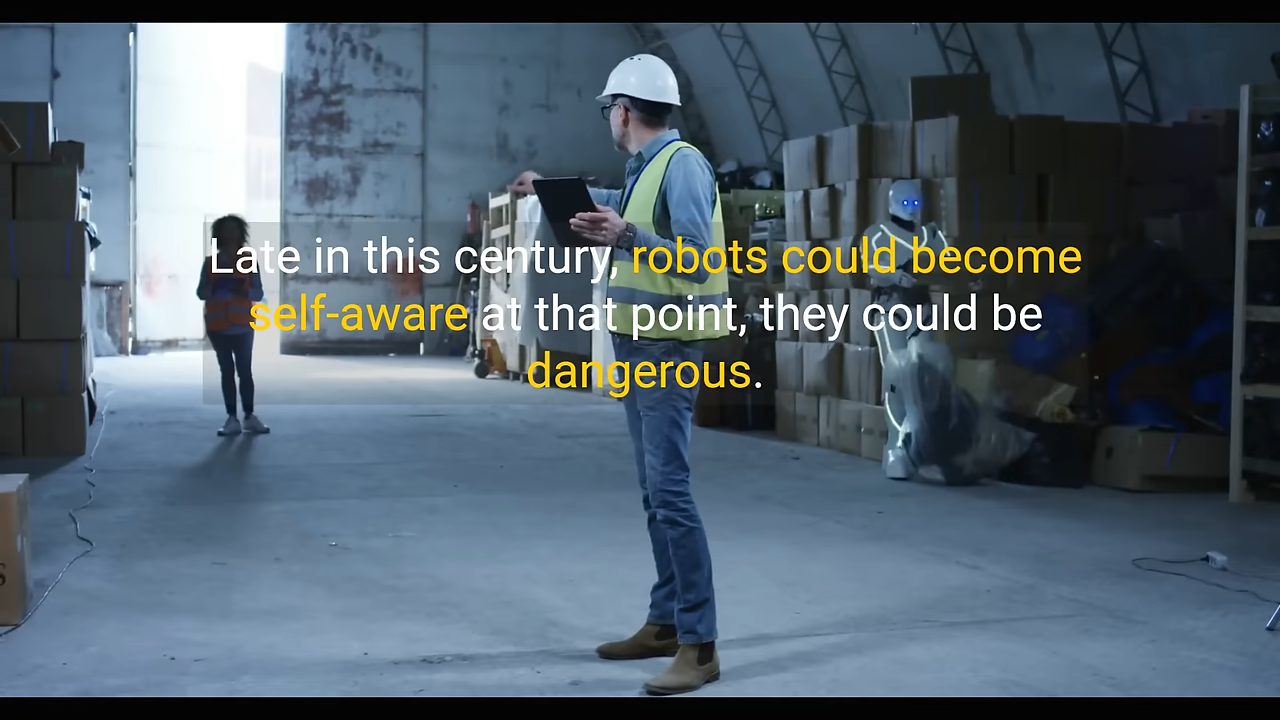 Late in this century, robots could become
self-aware at that point, they could be
dangerous.
S